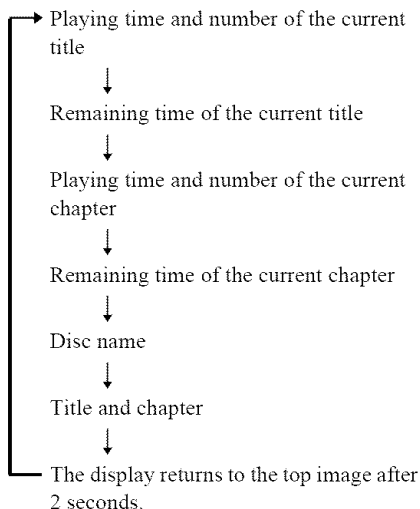 Playing time and number of the current
title
Remaining time of the current title
Playing time and number of the current
chapter
Remaining time of the current chapter
Disc name
Title and chapter
The display returns to the top image after
2 seconds.